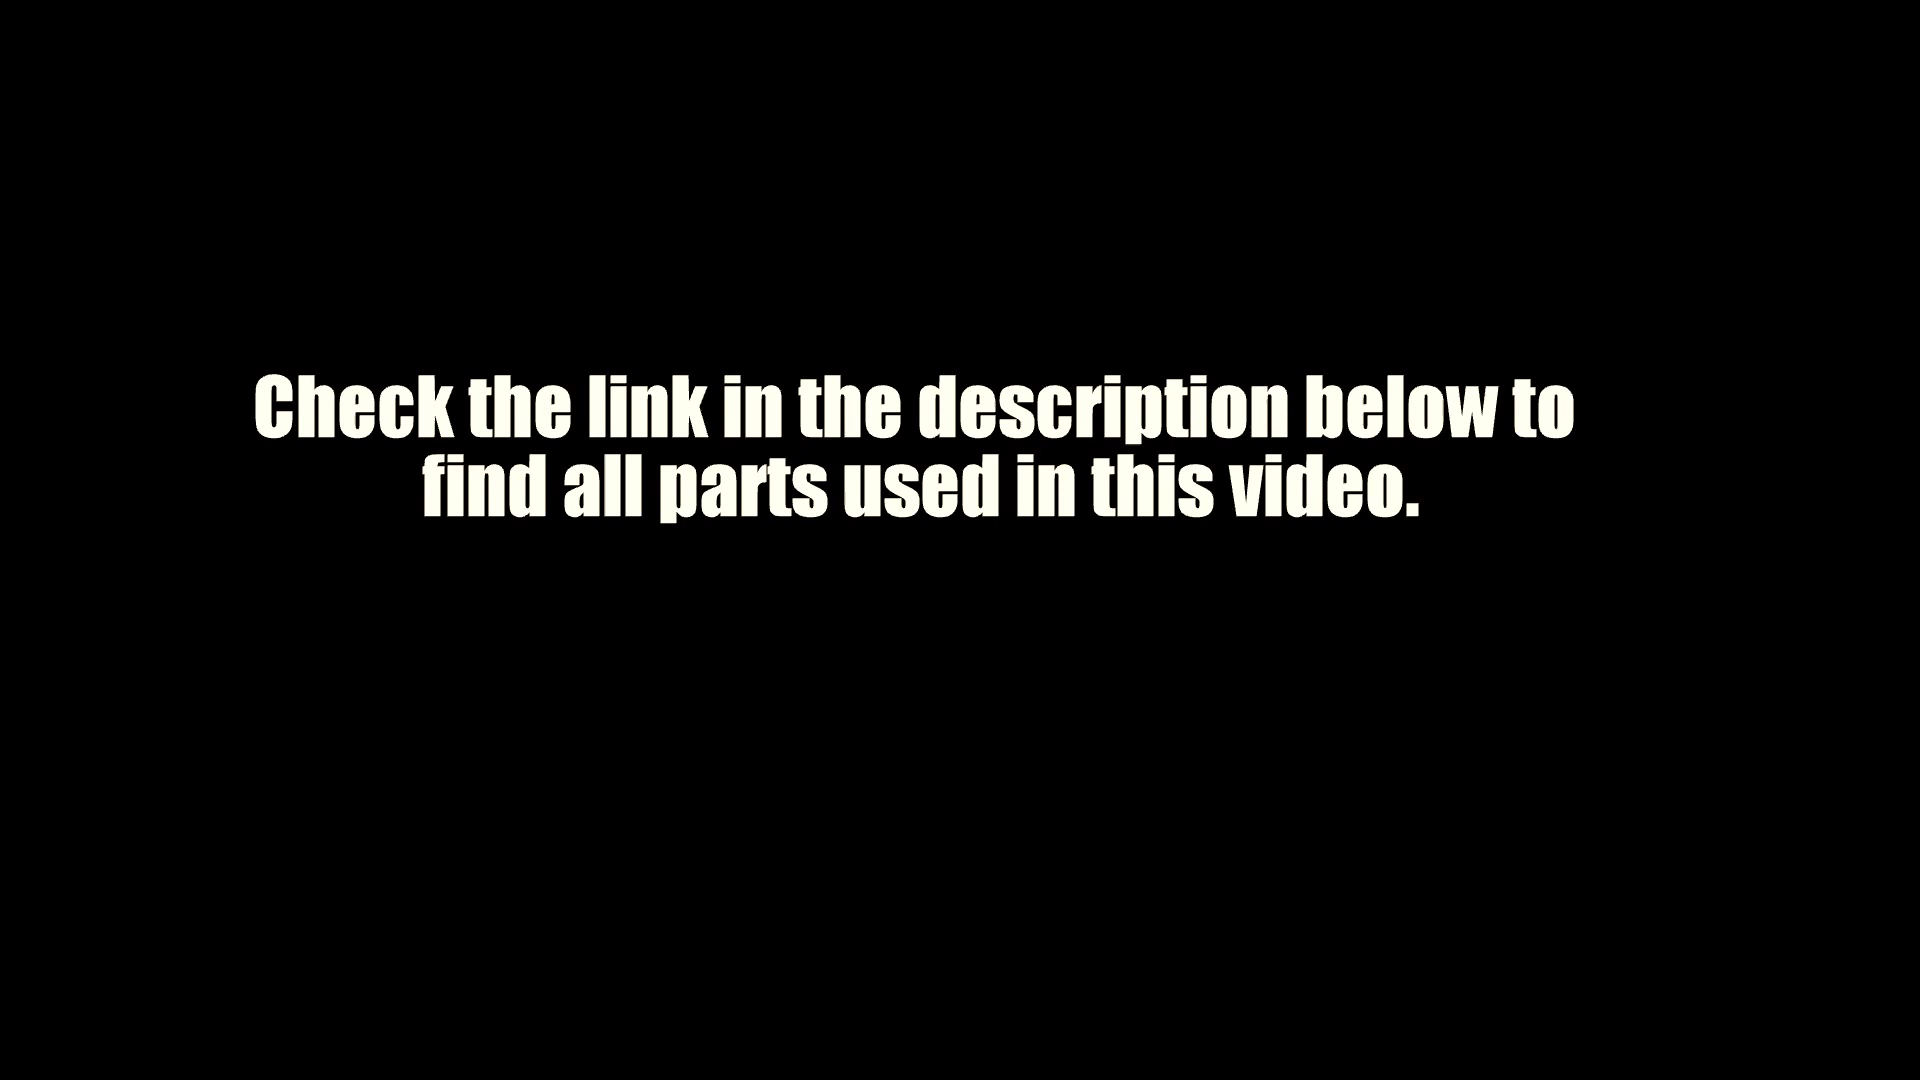 Check the link in the description below to
find all parts used in this video.